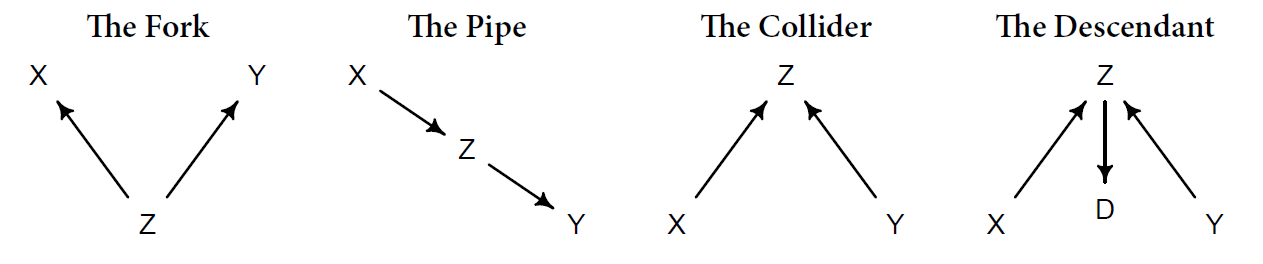 The Fork
X Y
Z
The Pipe
X
Z
Y
The Collider
Z
X Y
The Descendant
Z
D
X Y